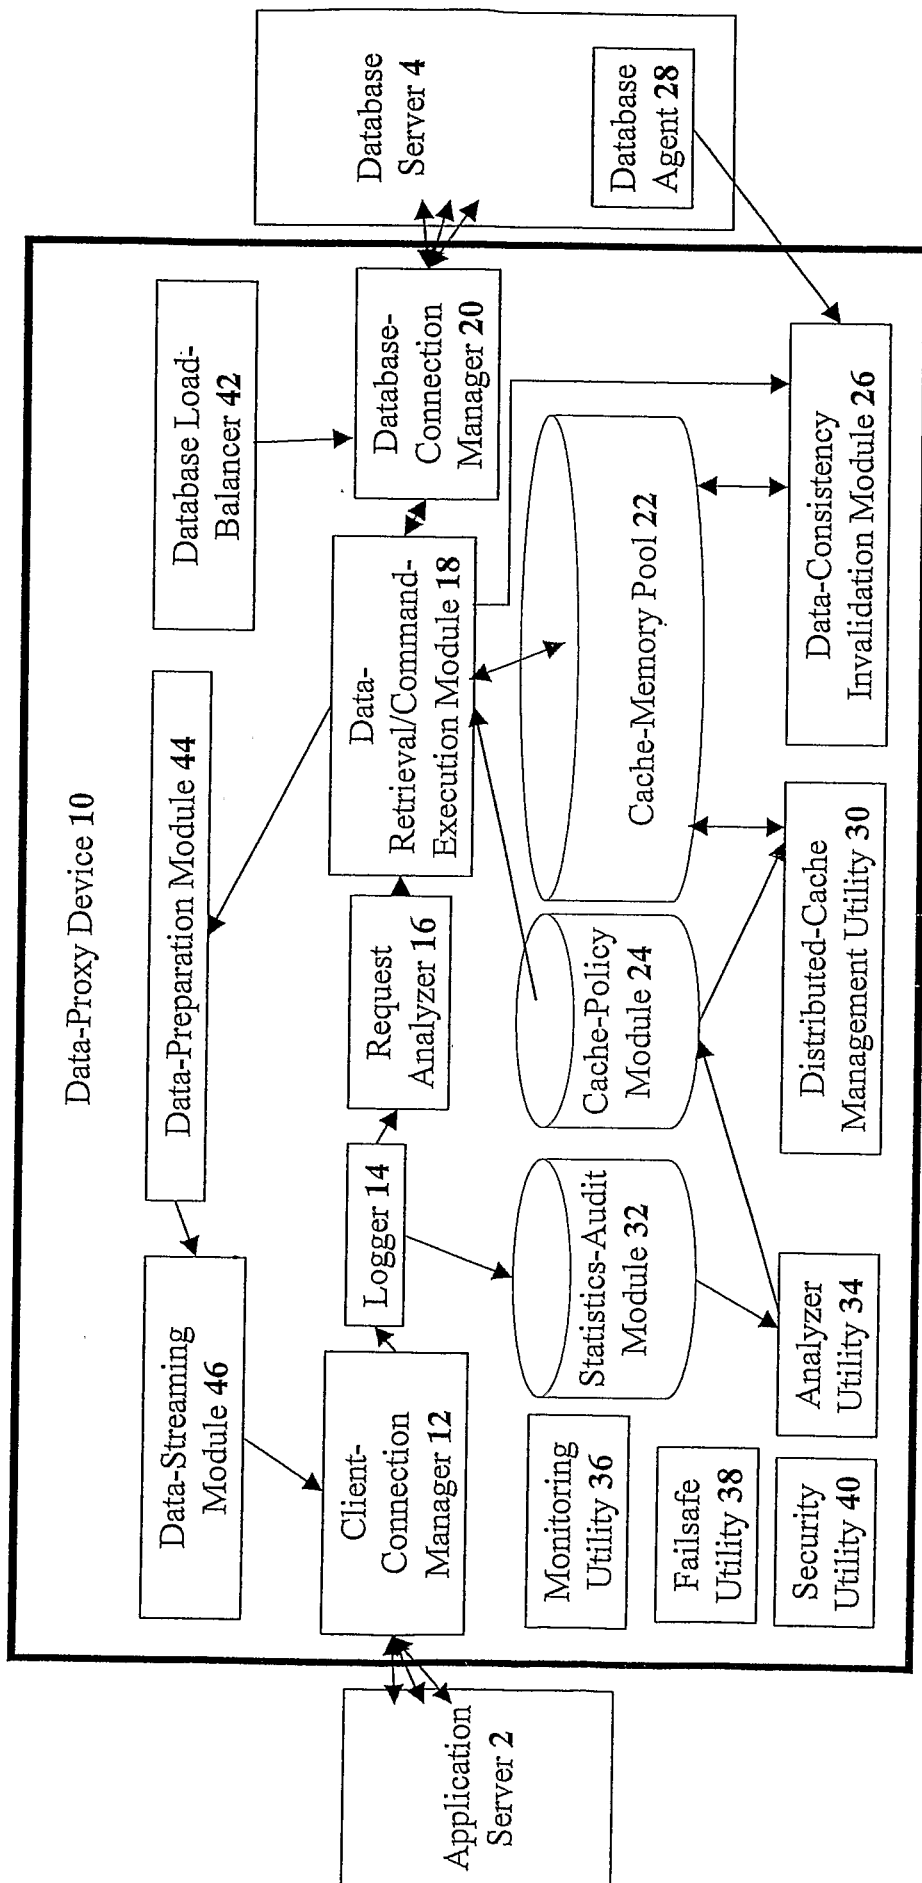 Data-Proxy Device 10
Data-Streaming
Module 46
Data-Preparation Module 44
Database Load-
Balancer 42
Application
Server 2
Client-
Connection
Manager 12
Logger 14
Request
Analyzer 16
Data-
Retrieval/Command-
Execution Module 18
Database-
Connection
Manager 20
Database
Server 4
Monitoring
Utility 36
Statistics-Audit
Module 32
Cache-Policy
Module 24
Cache-Memory Pool 22
Database
Agent 28
Failsafe
Utility 38
Security
Utility 40
Analyzer
Utility 34
Distributed-Cache
Management Utility 30
Data-Consistency
Invalidation Module 26